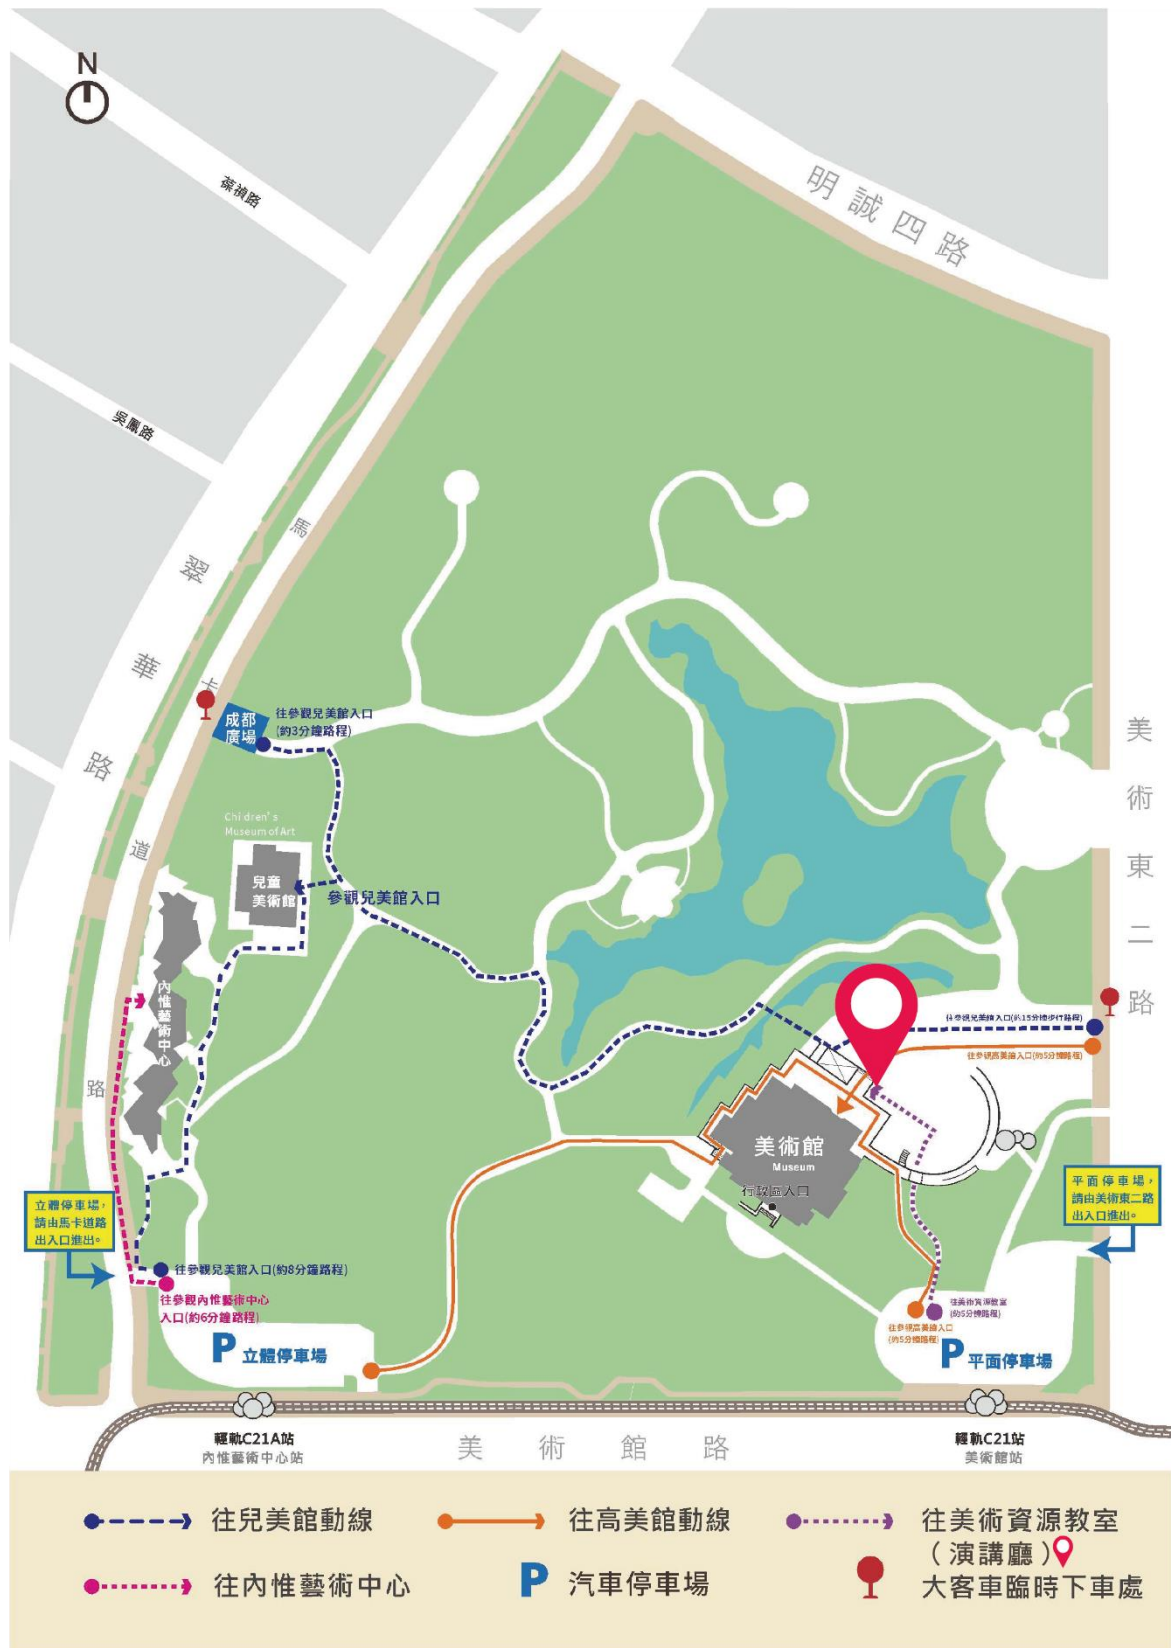 N
葆禎路
吳鳳路
明誠四路
翠華路
馬卡道路
美術東二路
成都
廣場
往參觀兒美館入口
(約3分鐘路程)
Children's
Museum of Art
兒童
美術館
參觀兒美館入口
內惟藝術中心
往參觀兒美館入口(約15分鐘步行路程)
往參觀高美館入口(約5分鐘路程)
美術館
Museum
行政區入口
立體停車場，
請由馬卡道路
出入口進出。
平面停車場，
請由美術東二路
出入口進出。
往參觀兒美館入口(約8分鐘路程)
往參觀內惟藝術中心
入口(約6分鐘路程)
P 立體停車場
往美術資源教室
(約5分鐘路程)
往參觀高美館入口
(約5分鐘路程)
P 平面停車場
輕軌C21A站
內惟藝術中心站
美術館路
輕軌C21站
美術館站
往兒美館動線
往高美館動線
往美術資源教室
（演講廳）
往內惟藝術中心
P 汽車停車場
大客車臨時下車處